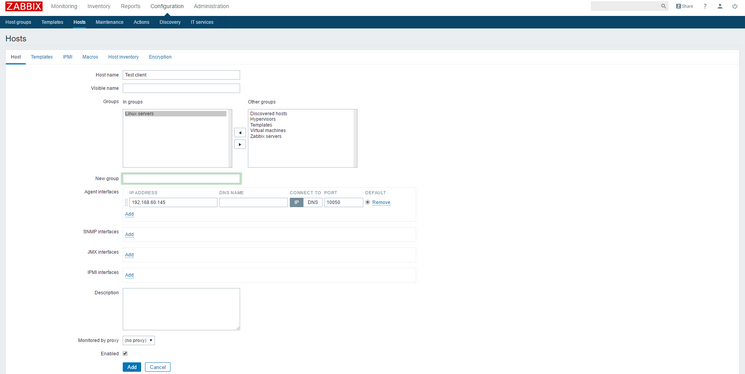 ZABBIX Monitoring Inventory Reports Configuration Administration Share ?
Host groups Templates Hosts Maintenance Actions Discovery IT services
Hosts
Host Templates IPMI Macros Host inventory Encryption
Host name Test client
Visible name
Groups In groups Other groups
Linux servers Discovered hosts
Hypervisors
Templates
Virtual machines
Zabbix servers
New group
Agent interfaces IP ADDRESS DNS NAME CONNECT TO PORT DEFAULT
192.168.60.145 IP DNS 10050 Remove
Add
SNMP interfaces Add
JMX interfaces Add
IPMI interfaces Add
Description
Monitored by proxy (no proxy)
Enabled
Add Cancel